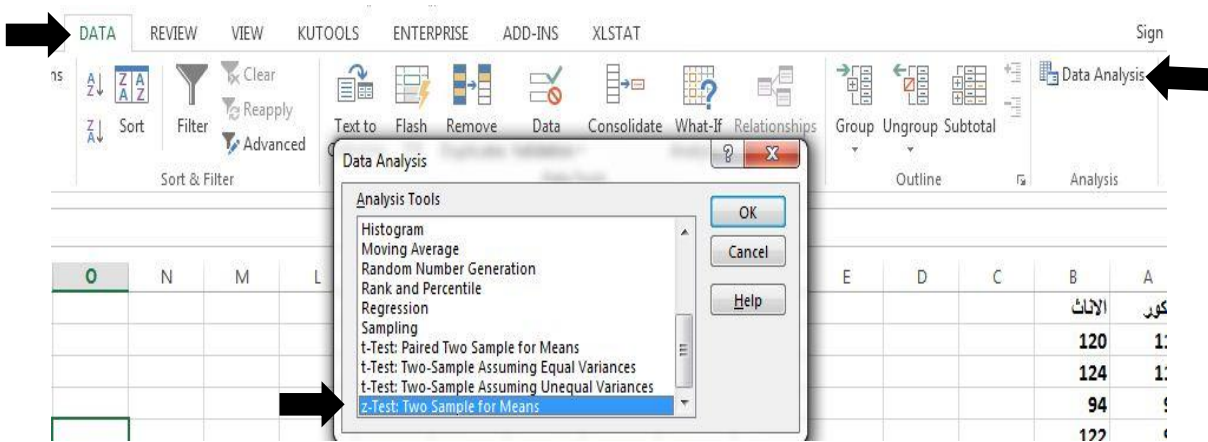 DATA REVIEW VIEW KUTOOLS ENTERPRISE ADD-INS XLSTAT Sign
Clear
Reapply
Advanced
Sort Filter
Text to Flash Remove Data Consolidate What-If Relationships Group Ungroup Subtotal
Data Analysis
Sort & Filter Outline Analysis
Data Analysis
Analysis Tools
Histogram
Moving Average
Random Number Generation
Rank and Percentile
Regression
Sampling
t-Test: Paired Two Sample for Means
t-Test: Two-Sample Assuming Equal Variances
t-Test: Two-Sample Assuming Unequal Variances
z-Test: Two Sample for Means
OK
Cancel
Help
O N M L E D C B A
الاناث
120
124
94
122